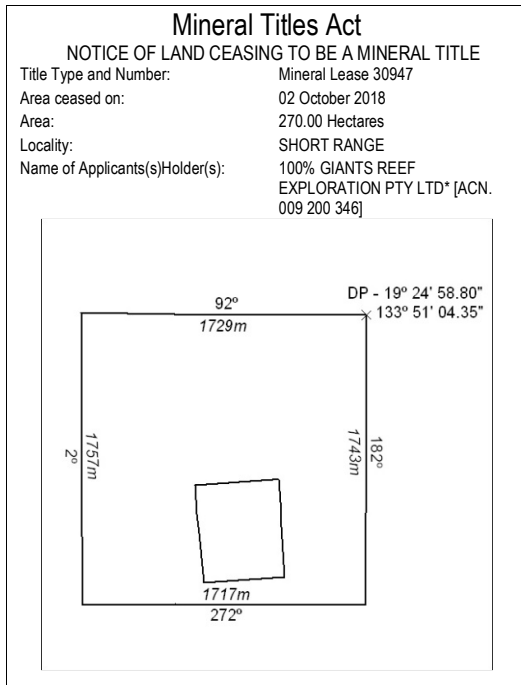 Mineral Titles Act
NOTICE OF LAND CEASING TO BE A MINERAL TITLE
Title Type and Number: Mineral Lease 30947
Area ceased on: 02 October 2018
Area: 270.00 Hectares
Locality: SHORT RANGE
Name of Applicants(s)Holder(s): 100% GIANTS REEF
EXPLORATION PTY LTD* [ACN.
009 200 346]
DP - 19º 24' 58.80"
133º 51' 04.35"
92º
1729m
2º
1757m
1743m
182º
1717m
272º